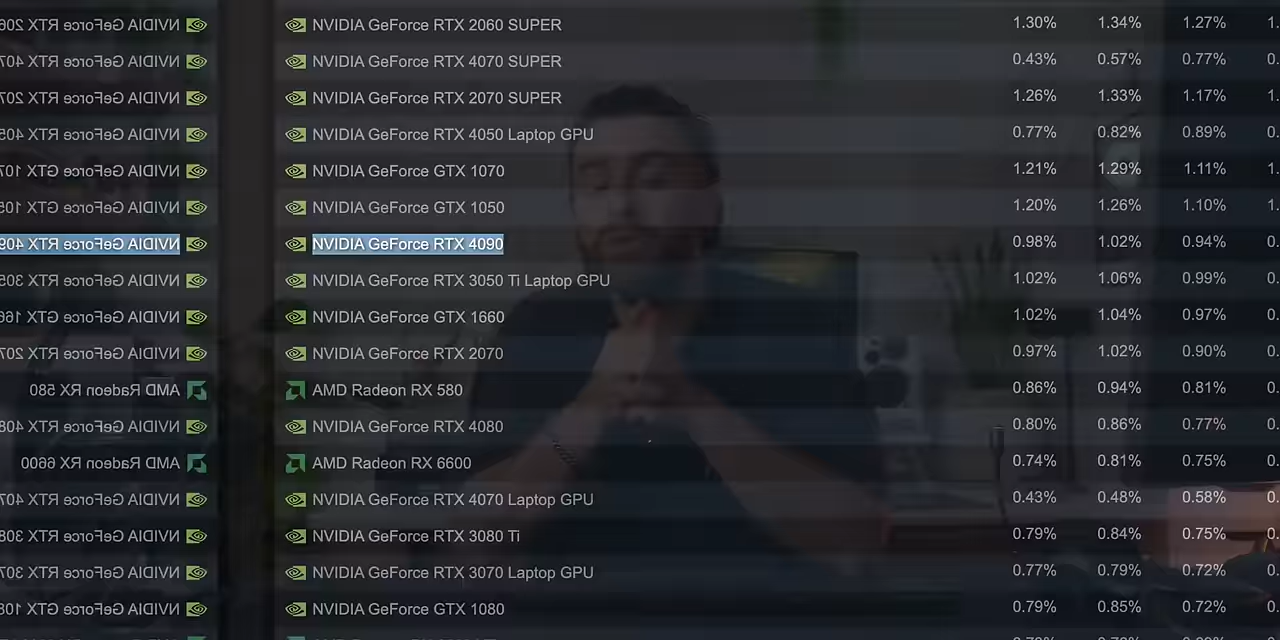 NVIDIA GeForce RTX 2060 SUPER 1.30% 1.34% 1.27%
NVIDIA GeForce RTX 4070 SUPER 0.43% 0.57% 0.77%
NVIDIA GeForce RTX 2070 SUPER 1.26% 1.33% 1.17%
NVIDIA GeForce RTX 4050 Laptop GPU 0.77% 0.82% 0.89%
NVIDIA GeForce GTX 1070 1.21% 1.29% 1.11%
NVIDIA GeForce GTX 1050 1.20% 1.26% 1.10%
NVIDIA GeForce RTX 4090 0.98% 1.02% 0.94%
NVIDIA GeForce RTX 3050 Ti Laptop GPU 1.02% 1.06% 0.99%
NVIDIA GeForce GTX 1660 1.02% 1.04% 0.97%
NVIDIA GeForce RTX 2070 0.97% 1.02% 0.90%
AMD Radeon RX 580 0.86% 0.94% 0.81%
NVIDIA GeForce RTX 4080 0.80% 0.86% 0.77%
AMD Radeon RX 6600 0.74% 0.81% 0.75%
NVIDIA GeForce RTX 4070 Laptop GPU 0.43% 0.48% 0.58%
NVIDIA GeForce RTX 3080 Ti 0.79% 0.84% 0.75%
NVIDIA GeForce RTX 3070 Laptop GPU 0.77% 0.79% 0.72%
NVIDIA GeForce GTX 1080 0.79% 0.85% 0.72%